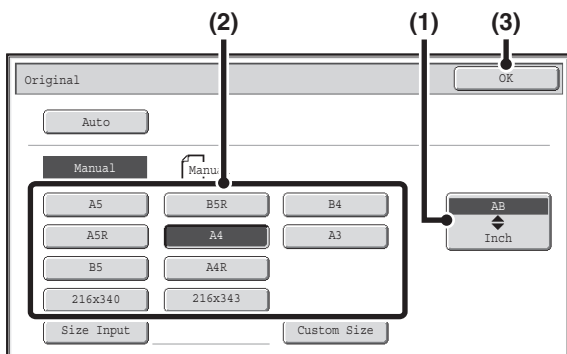 (2) (1) (3)
Original OK
Auto
Manual Manual
A5 B5R B4
A5R A4 A3
B5 A4R
216x340 216x343
AB
Inch
Size Input Custom Size